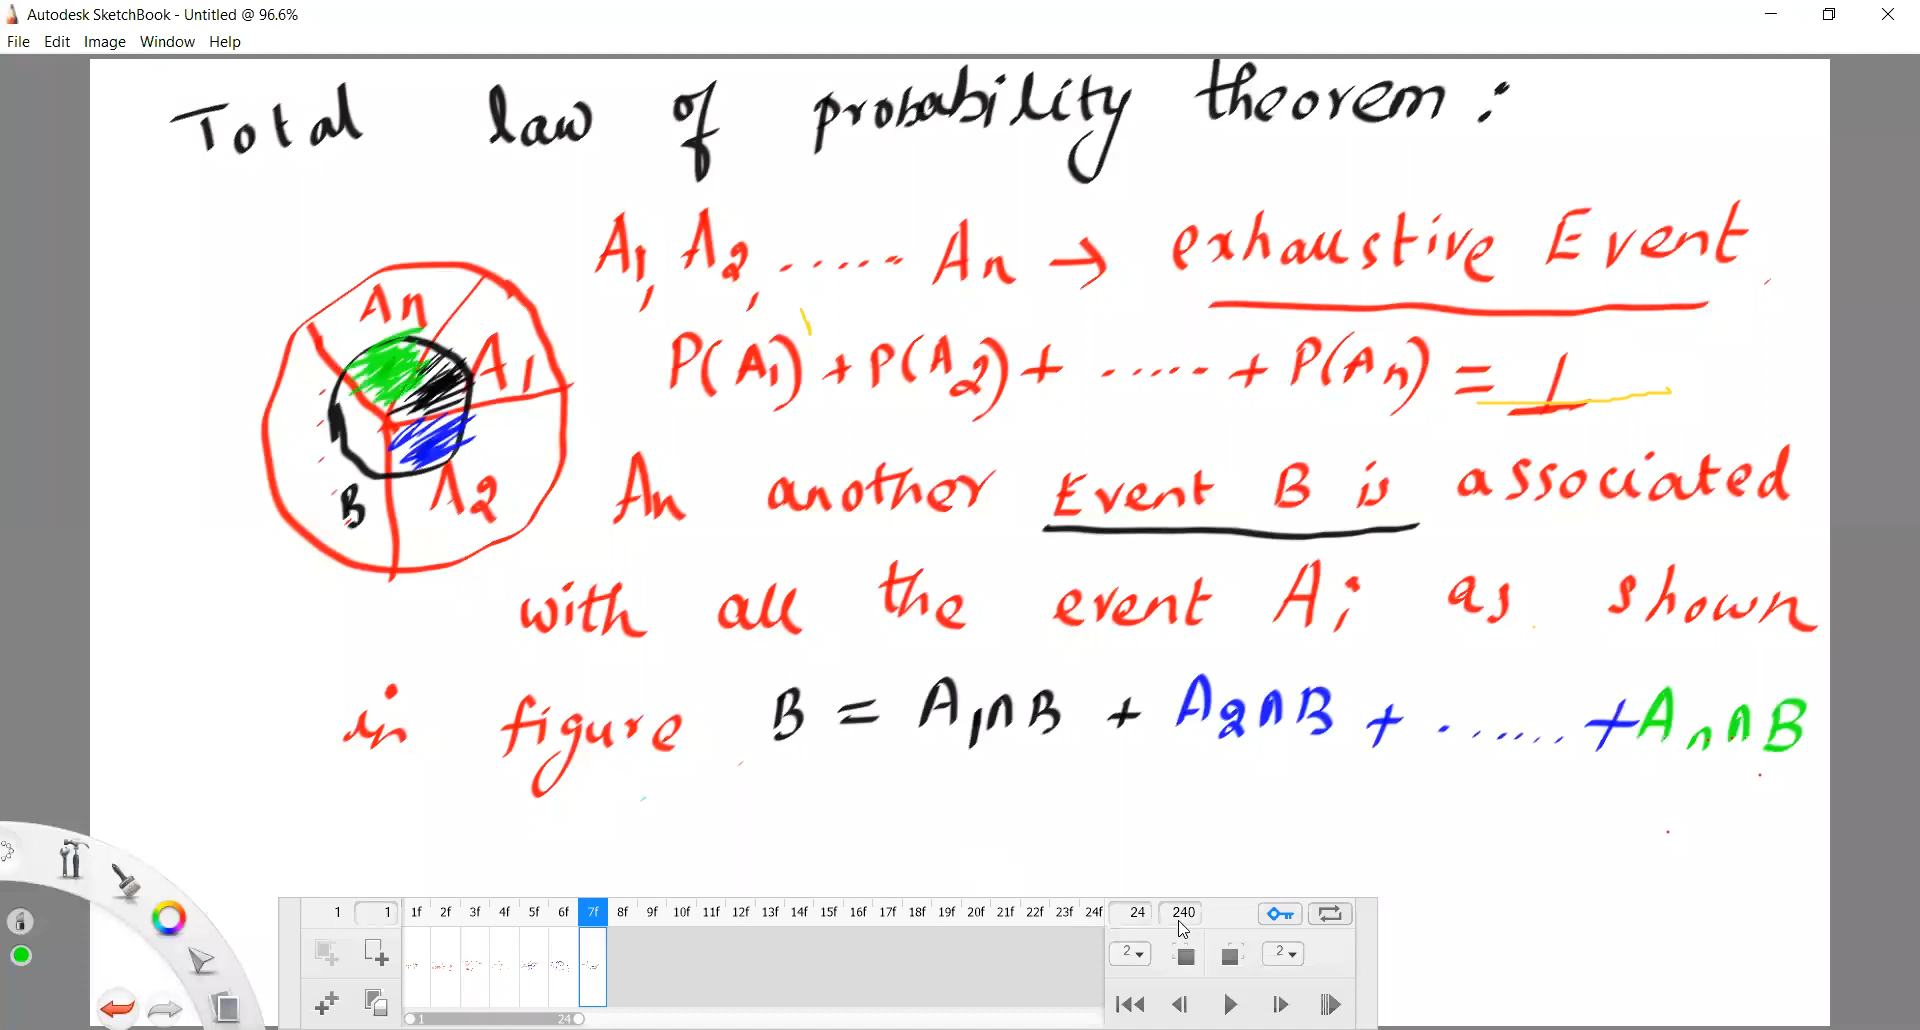 Autodesk SketchBook - Untitled @ 96.6%
File Edit Image Window Help
Total law of probability theorem :
A1, A2, ...... An → exhaustive Event
P(A1) + P(A2) + ...... + P(An) = 1
An another Event B is associated
with all the event Ai as shown
in figure B = A1∩B + A2∩B + ...... + An∩B
An
A1
A2
B
1 1 1f 2f 3f 4f 5f 6f 7f 8f 9f 10f 11f 12f 13f 14f 15f 16f 17f 18f 19f 20f 21f 22f 23f 24f 24 240
2 2
1 24